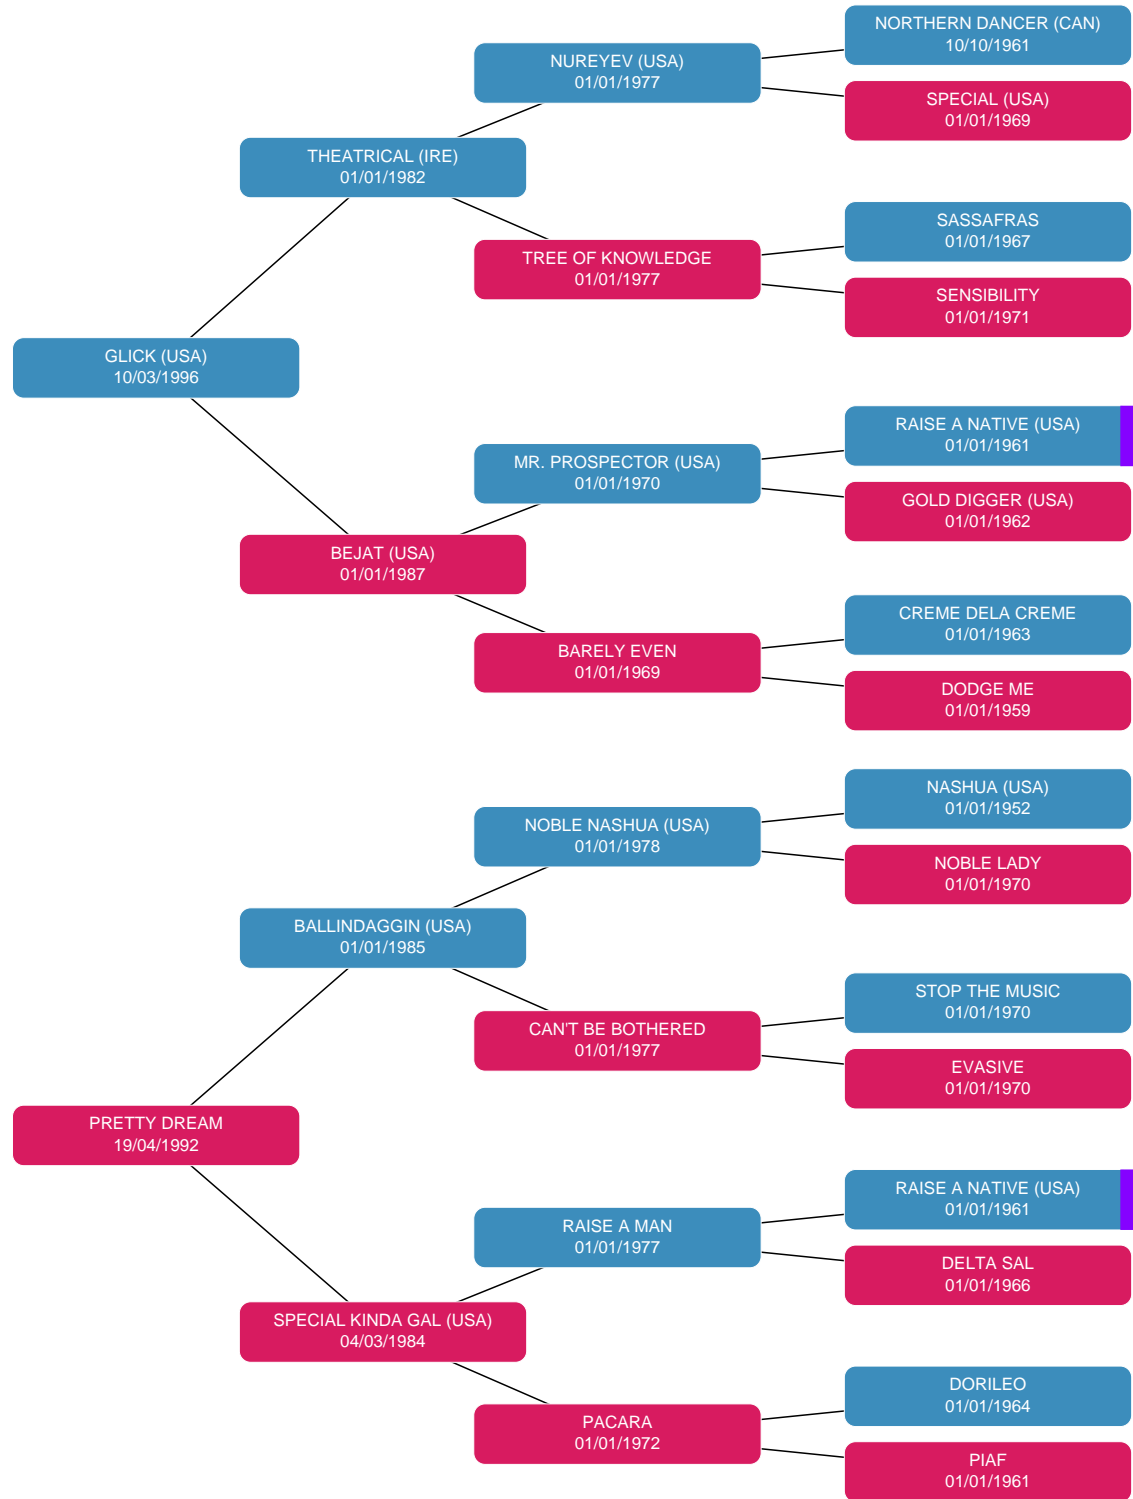 NORTHERN DANCER (CAN)
10/10/1961
NUREYEV (USA)
01/01/1977
SPECIAL (USA)
01/01/1969
THEATRICAL (IRE)
01/01/1982
SASSAFRAS
01/01/1967
TREE OF KNOWLEDGE
01/01/1977
SENSIBILITY
01/01/1971
GLICK (USA)
10/03/1996
RAISE A NATIVE (USA)
01/01/1961
MR. PROSPECTOR (USA)
01/01/1970
GOLD DIGGER (USA)
01/01/1962
BEJAT (USA)
01/01/1987
CREME DELA CREME
01/01/1963
BARELY EVEN
01/01/1969
DODGE ME
01/01/1959
NASHUA (USA)
01/01/1952
NOBLE NASHUA (USA)
01/01/1978
NOBLE LADY
01/01/1970
BALLINDAGGIN (USA)
01/01/1985
STOP THE MUSIC
01/01/1970
CAN'T BE BOTHERED
01/01/1977
EVASIVE
01/01/1970
PRETTY DREAM
19/04/1992
RAISE A NATIVE (USA)
01/01/1961
RAISE A MAN
01/01/1977
DELTA SAL
01/01/1966
SPECIAL KINDA GAL (USA)
04/03/1984
DORILEO
01/01/1964
PACARA
01/01/1972
PIAF
01/01/1961